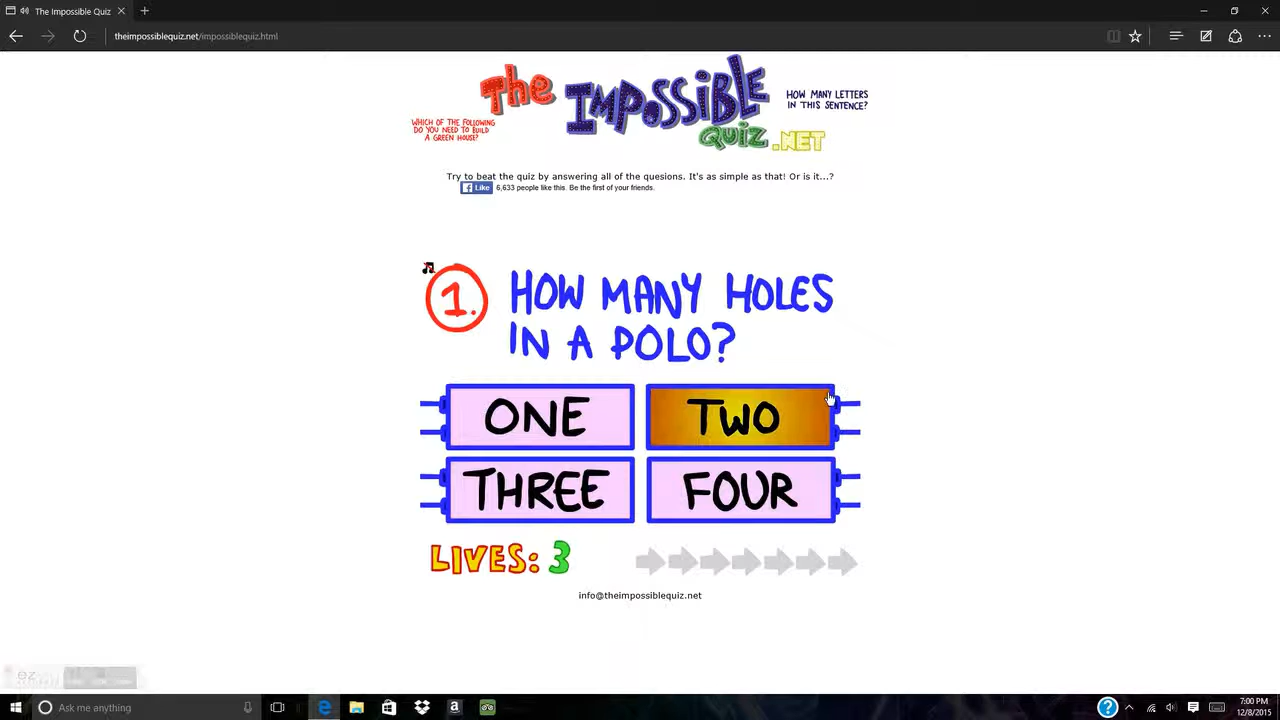 The Impossible Quiz
theimpossiblequiz.net/impossiblequiz.html
The IMPOSSIBLE QUIZ .NET
HOW MANY LETTERS
IN THIS SENTENCE?
WHICH OF THE FOLLOWING
DO YOU NEED TO BUILD
A GREEN HOUSE?
Try to beat the quiz by answering all of the quesions. It's as simple as that! Or is it...?
Like 6,633 people like this. Be the first of your friends.
1. HOW MANY HOLES
IN A POLO?
ONE TWO
THREE FOUR
LIVES: 3
info@theimpossiblequiz.net
ez
Ask me anything
7:00 PM
12/8/2015